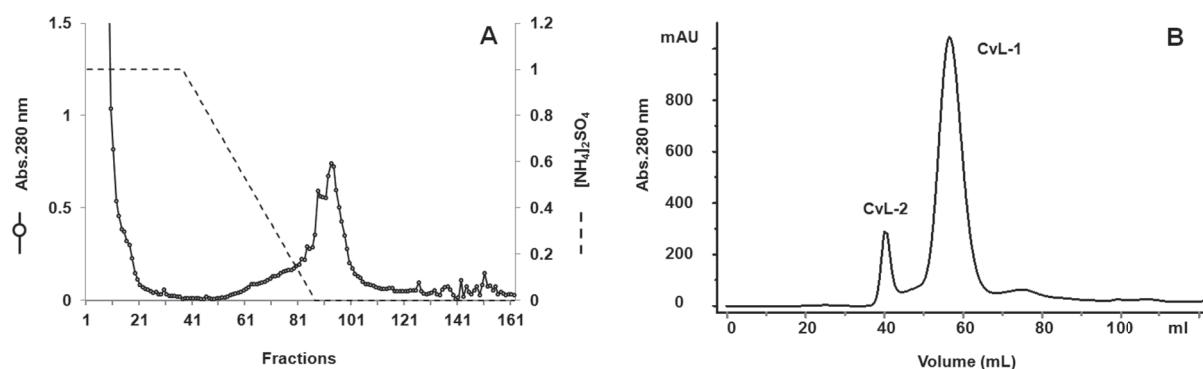 A
1.5
1
0.5
0
Abs.280 nm
1.2
1
0.8
0.6
0.4
0.2
0
[NH₄]₂SO₄
1 21 41 61 81 101 121 141 161
Fractions
B
mAU
800
600
400
200
0
Abs.280 nm
CvL-1
CvL-2
0 20 40 60 80 100 ml
Volume (mL)